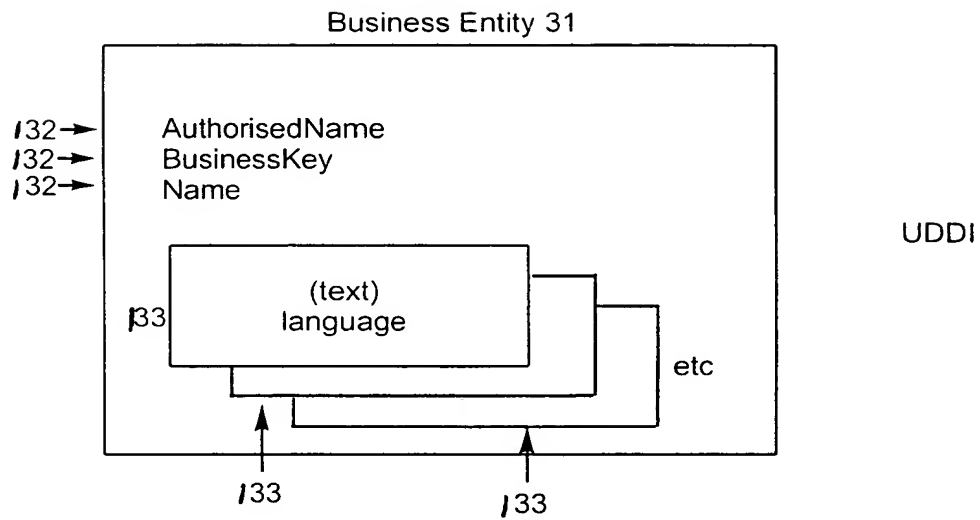 Business Entity 31
132→ AuthorisedName
132→ BusinessKey
132→ Name
UDDI
(text)
language
133
etc
133
133